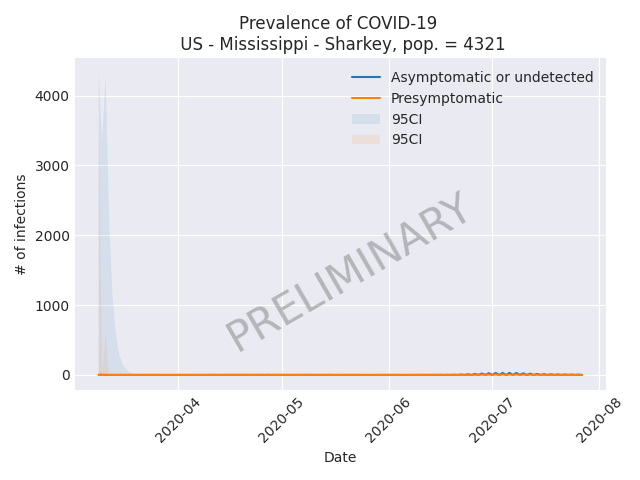 Prevalence of COVID-19
US - Mississippi - Sharkey, pop. = 4321
Asymptomatic or undetected
Presymptomatic
95CI
95CI
4000
3000
2000
1000
0
# of infections
PRELIMINARY
2020-04
2020-05
2020-06
2020-07
2020-08
Date